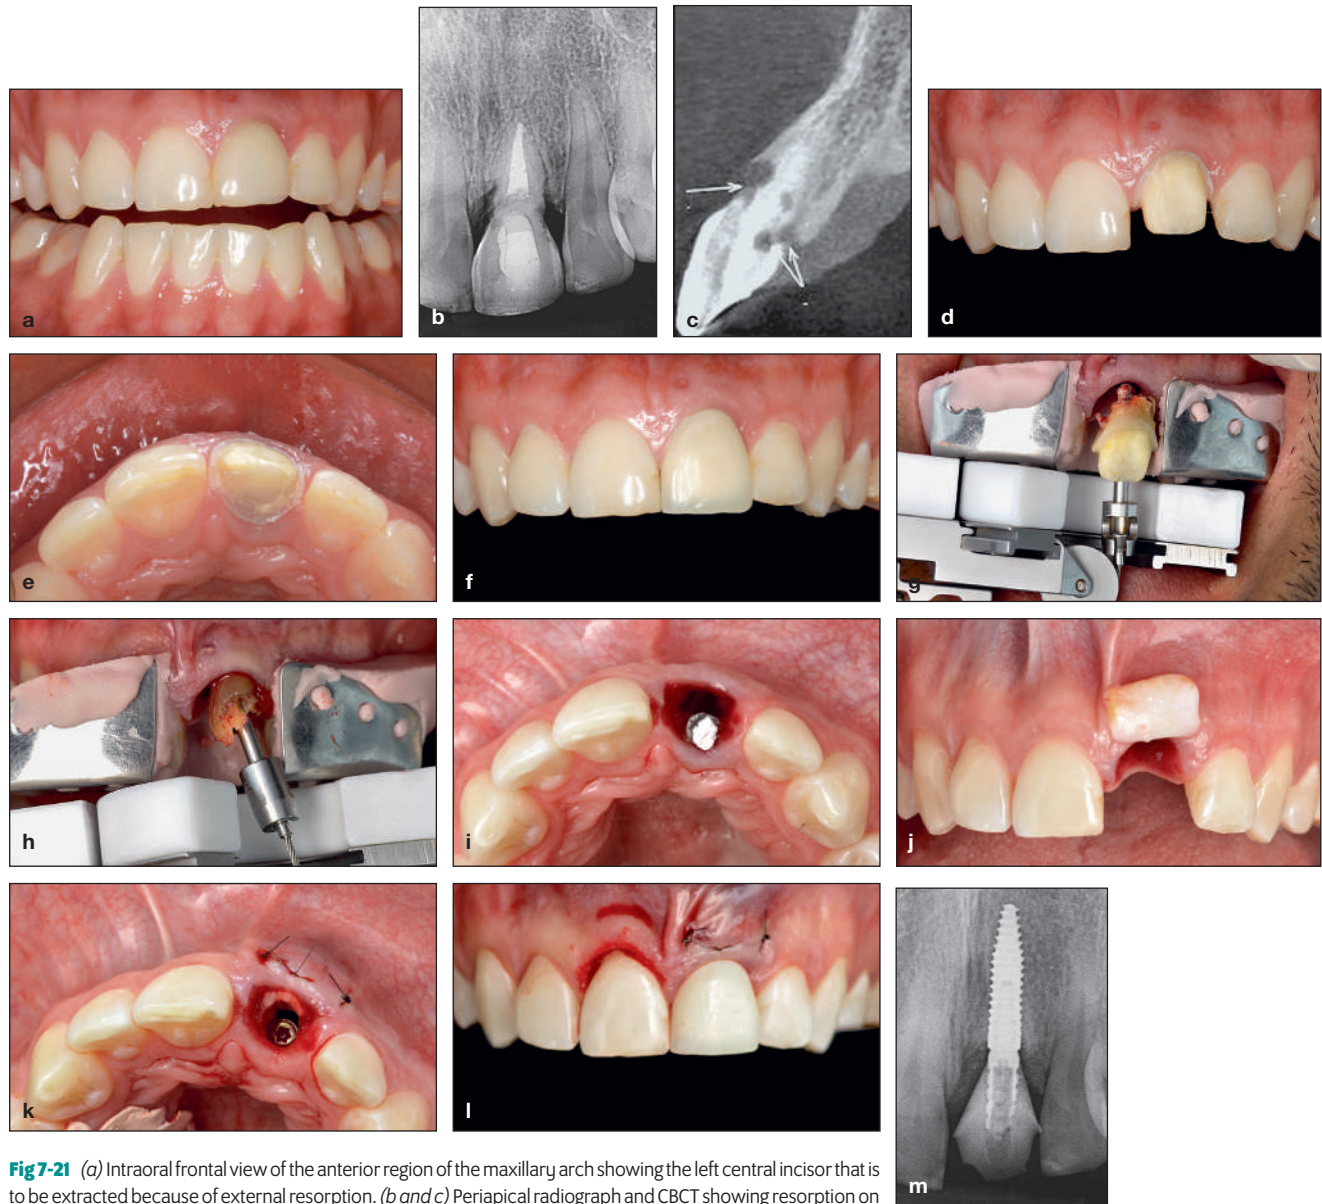 a
b
c
d
e
f
g
h
i
j
k
l
m
Fig 7-21 (a) Intraoral frontal view of the anterior region of the maxillary arch showing the left central incisor that is
to be extracted because of external resorption. (b and c) Periapical radiograph and CBCT showing resorption on